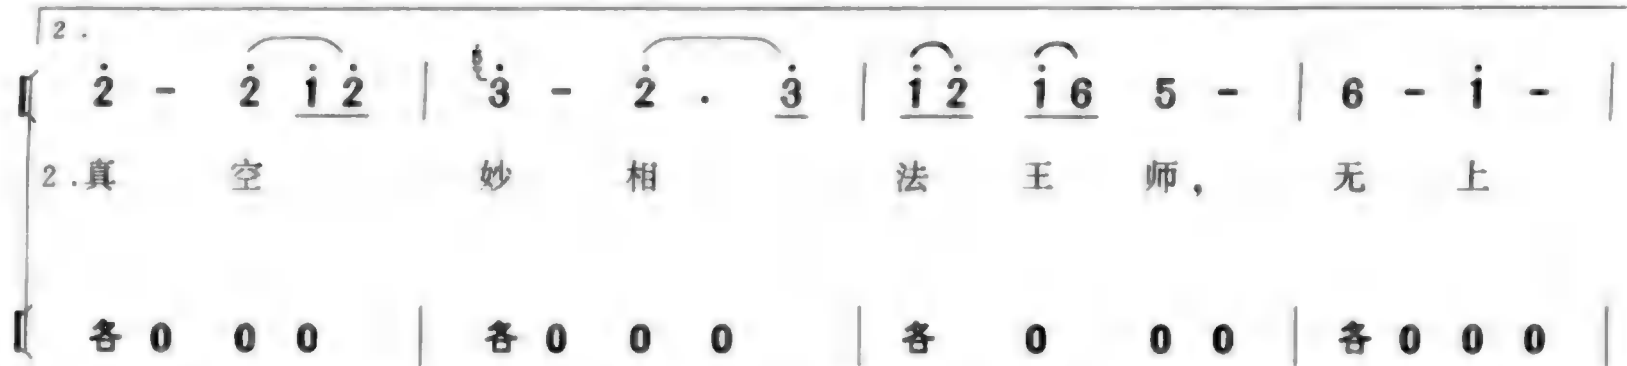 2.
2̇ - 2̇ 1̇ 2̇ | 3̇ - 2̇ . 3̇ | 1̇ 2̇ 1̇ 6 5 - | 6 - 1̇ - |
2.真 空 妙 相 法 王 师， 无 上
各 0 0 0 | 各 0 0 0 | 各 0 0 0 | 各 0 0 0 |